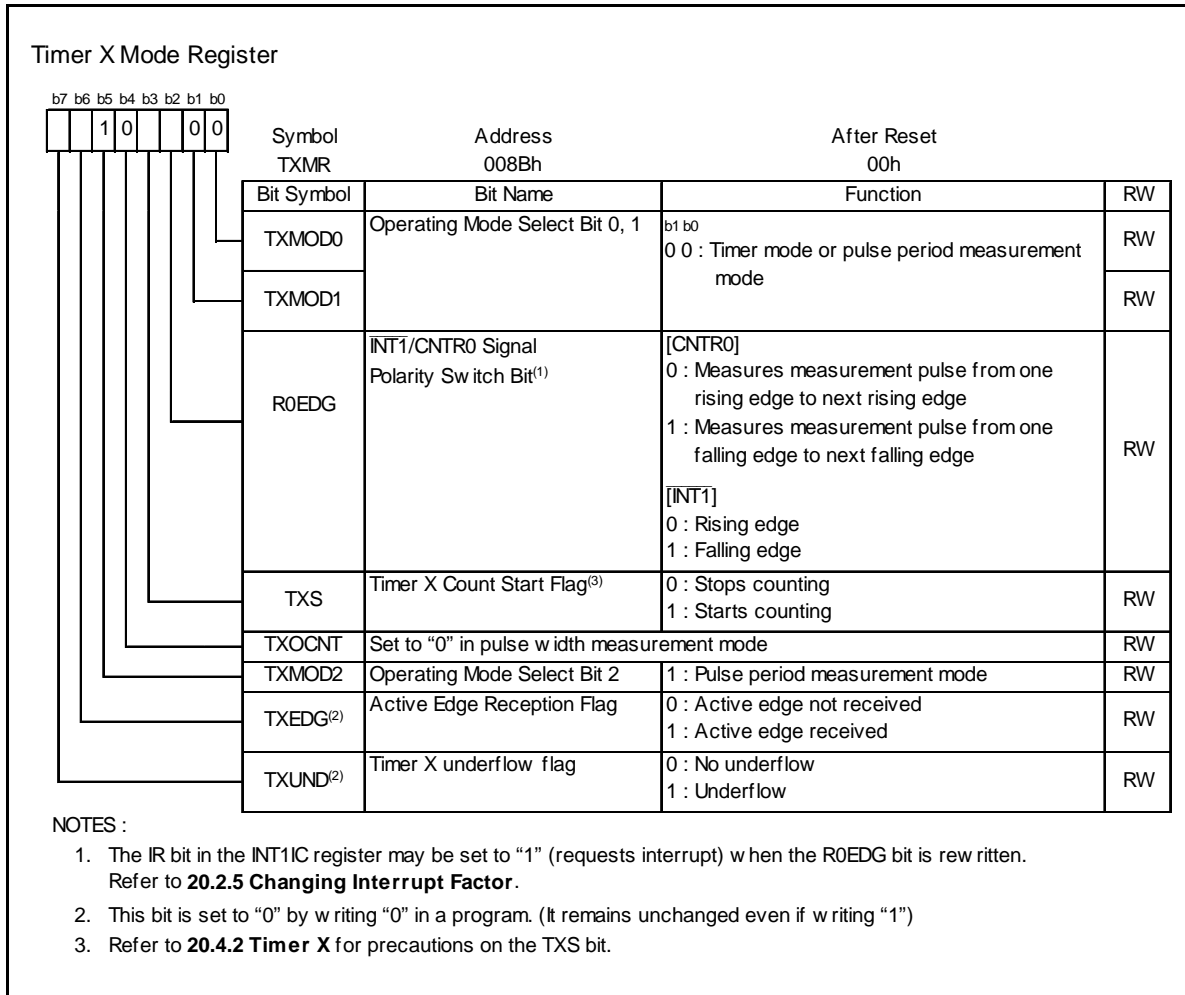 Timer X Mode Register
b7 b6 b5 b4 b3 b2 b1 b0
1 0 0 0
Symbol Address After Reset
TXMR 008Bh 00h
Bit Symbol Bit Name Function RW
TXMOD0 Operating Mode Select Bit 0, 1 b1 b0 RW
0 0 : Timer mode or pulse period measurement
mode
TXMOD1 RW
R0EDG INT1/CNTR0 Signal [CNTR0] RW
Polarity Switch Bit(1) 0 : Measures measurement pulse from one
rising edge to next rising edge
1 : Measures measurement pulse from one
falling edge to next falling edge
[INT1]
0 : Rising edge
1 : Falling edge
TXS Timer X Count Start Flag(3) 0 : Stops counting RW
1 : Starts counting
TXOCNT Set to “0” in pulse width measurement mode RW
TXMOD2 Operating Mode Select Bit 2 1 : Pulse period measurement mode RW
TXEDG(2) Active Edge Reception Flag 0 : Active edge not received RW
1 : Active edge received
TXUND(2) Timer X underflow flag 0 : No underflow RW
1 : Underflow
NOTES :
1. The IR bit in the INT1IC register may be set to “1” (requests interrupt) when the R0EDG bit is rewritten.
Refer to 20.2.5 Changing Interrupt Factor.
2. This bit is set to “0” by writing “0” in a program. (It remains unchanged even if writing “1”)
3. Refer to 20.4.2 Timer X for precautions on the TXS bit.